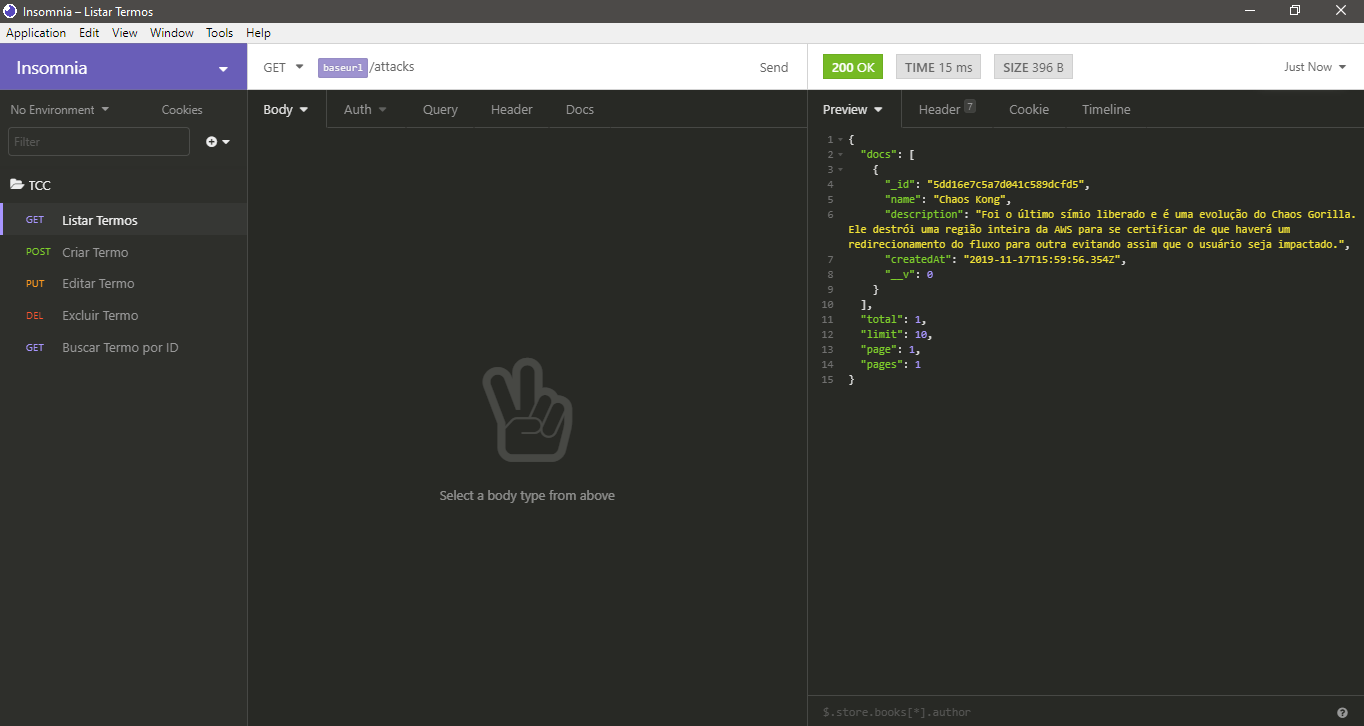 Insomnia – Listar Termos
Application Edit View Window Tools Help
Insomnia
GET baseurl/attacks Send
200 OK TIME 15 ms SIZE 396 B Just Now
No Environment Cookies
Body Auth Query Header Docs
Preview Header 7 Cookie Timeline
Filter
TCC
GET Listar Termos
POST Criar Termo
PUT Editar Termo
DEL Excluir Termo
GET Buscar Termo por ID
Select a body type from above
1 {
2 "docs": [
3 {
4 "_id": "5dd16e7c5a7d041c589dcfd5",
5 "name": "Chaos Kong",
6 "description": "Foi o último símio liberado e é uma evolução do Chaos Gorilla.
Ele destrói uma região inteira da AWS para se certificar de que haverá um
redirecionamento do fluxo para outra evitando assim que o usuário seja impactado.",
7 "createdAt": "2019-11-17T15:59:56.354Z",
8 "__v": 0
9 }
10 ],
11 "total": 1,
12 "limit": 10,
13 "page": 1,
14 "pages": 1
15 }
$.store.books[*].author